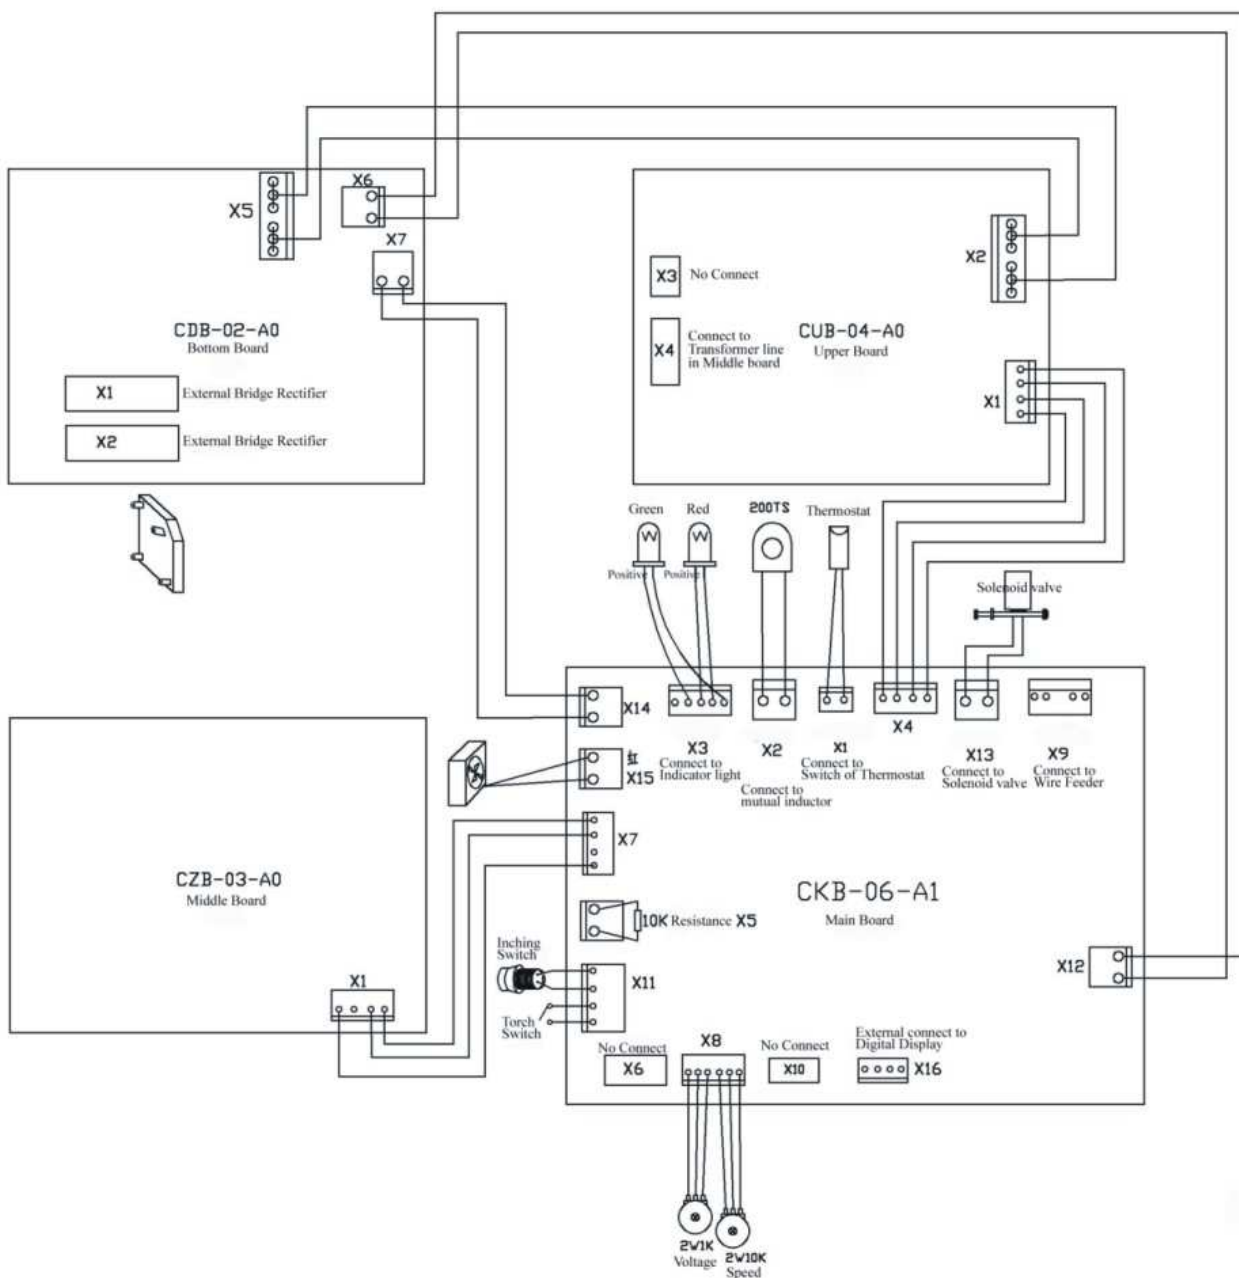 X6
X5
X7
CDB-02-A0
Bottom Board
X1
External Bridge Rectifier
X2
External Bridge Rectifier
X2
X3
No Connect
X4
Connect to
Transformer line
in Middle board
CUB-04-A0
Upper Board
X1
Green
Red
200TS
Thermostat
Positive
Positive
Solenoid valve
X14
虹
X15
X3
Connect to
Indicator light
X2
Connect to
mutual inductor
X1
Connect to
Switch of Thermostat
X4
X13
Connect to
Solenoid valve
X9
Connect to
Wire Feeder
X7
CZB-03-A0
Middle Board
X1
CKB-06-A1
Main Board
10K Resistance X5
Inching
Switch
X11
Torch
Switch
X12
No Connect
X6
X8
No Connect
X10
External connect to
Digital Display
X16
2W1K
Voltage
2W10K
Speed